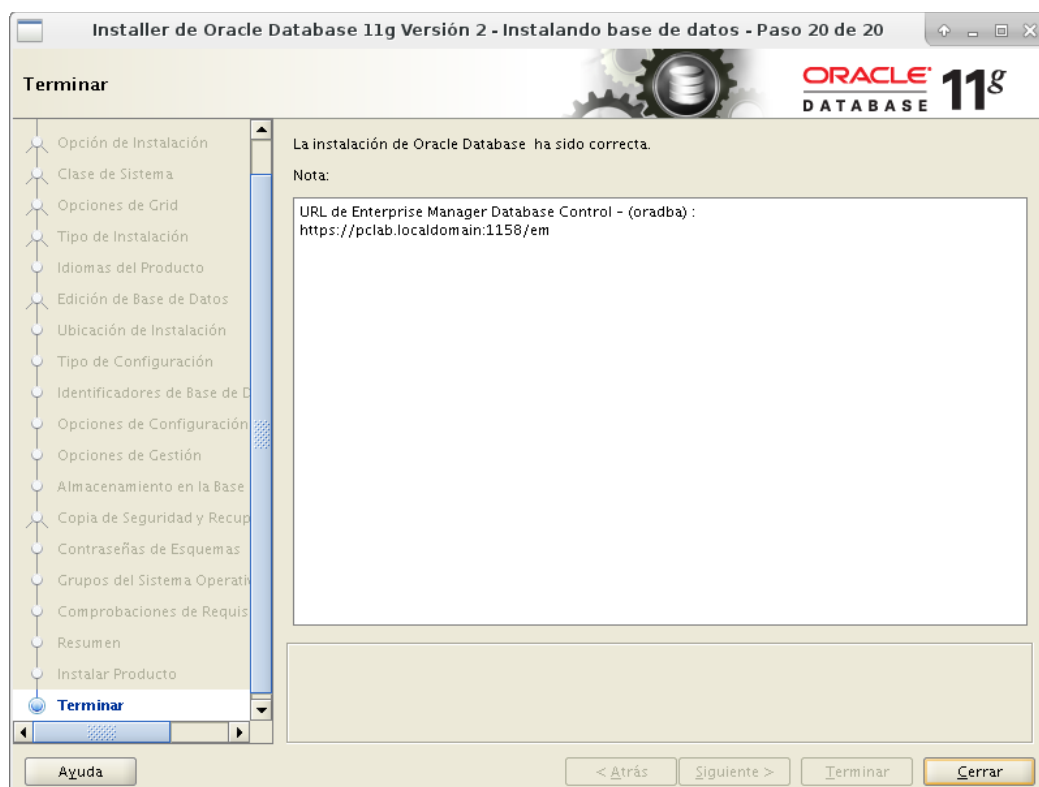 Installer de Oracle Database 11g Versión 2 - Instalando base de datos - Paso 20 de 20
Terminar
ORACLE
DATABASE
11g
Opción de Instalación
Clase de Sistema
Opciones de Grid
Tipo de Instalación
Idiomas del Producto
Edición de Base de Datos
Ubicación de Instalación
Tipo de Configuración
Identificadores de Base de D
Opciones de Configuración
Opciones de Gestión
Almacenamiento en la Base
Copia de Seguridad y Recup
Contraseñas de Esquemas
Grupos del Sistema Operativ
Comprobaciones de Requis
Resumen
Instalar Producto
Terminar
La instalación de Oracle Database ha sido correcta.
Nota:
URL de Enterprise Manager Database Control - (oradba) :
https://pclab.localdomain:1158/em
Ayuda
< Atrás
Siguiente >
Terminar
Cerrar